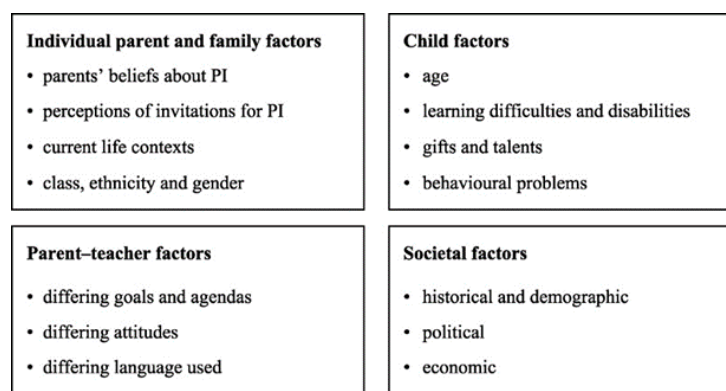 Individual parent and family factors
• parents' beliefs about PI
• perceptions of invitations for PI
• current life contexts
• class, ethnicity and gender
Child factors
• age
• learning difficulties and disabilities
• gifts and talents
• behavioural problems
Parent–teacher factors
• differing goals and agendas
• differing attitudes
• differing language used
Societal factors
• historical and demographic
• political
• economic